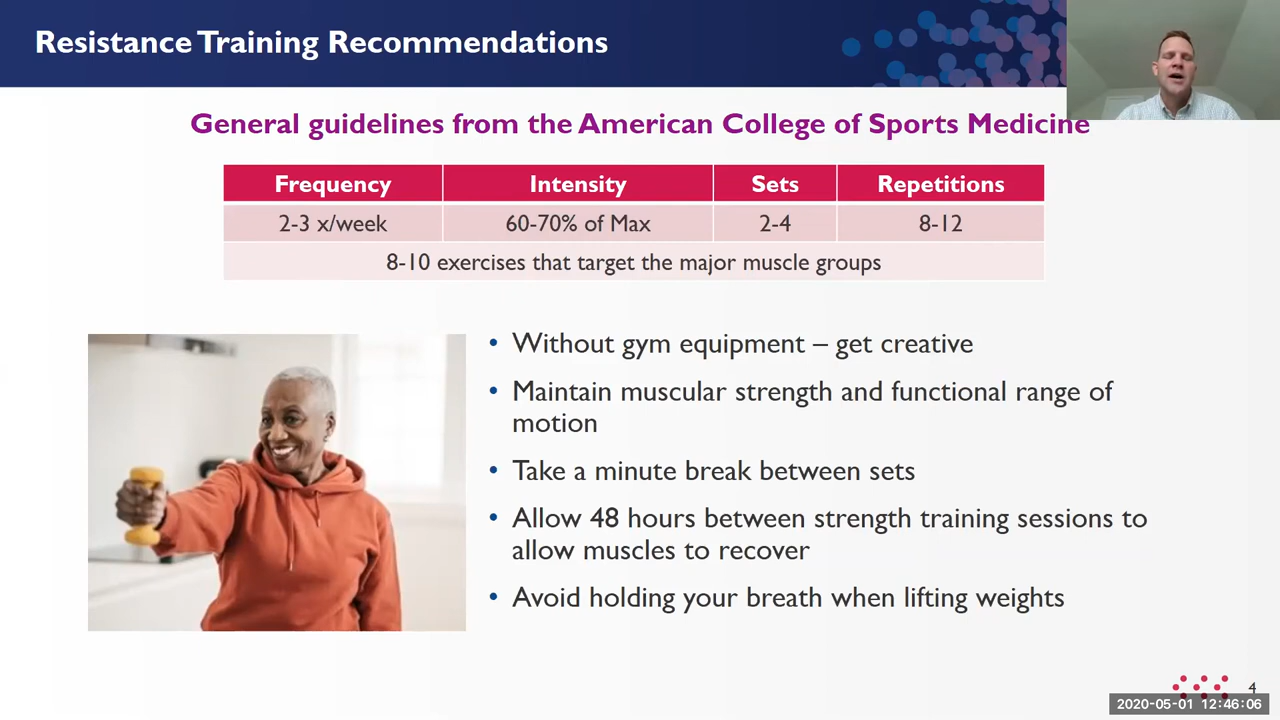 Resistance Training Recommendations
General guidelines from the American College of Sports Medicine
Frequency Intensity Sets Repetitions
2-3 x/week 60-70% of Max 2-4 8-12
8-10 exercises that target the major muscle groups
• Without gym equipment – get creative
• Maintain muscular strength and functional range of
motion
• Take a minute break between sets
• Allow 48 hours between strength training sessions to
allow muscles to recover
• Avoid holding your breath when lifting weights
4
2020-05-01 12:46:06